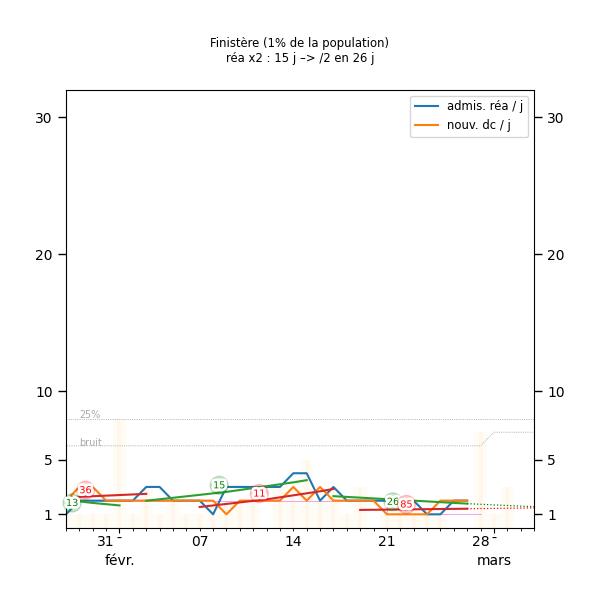 Finistère (1% de la population)
réa x2 : 15 j –> /2 en 26 j
admis. réa / j
nouv. dc / j
30 30
20 20
10 10
25%
bruit
5 5
36 15 11 13 26 85
1 1
31 - 07 14 21 28 -
févr. mars